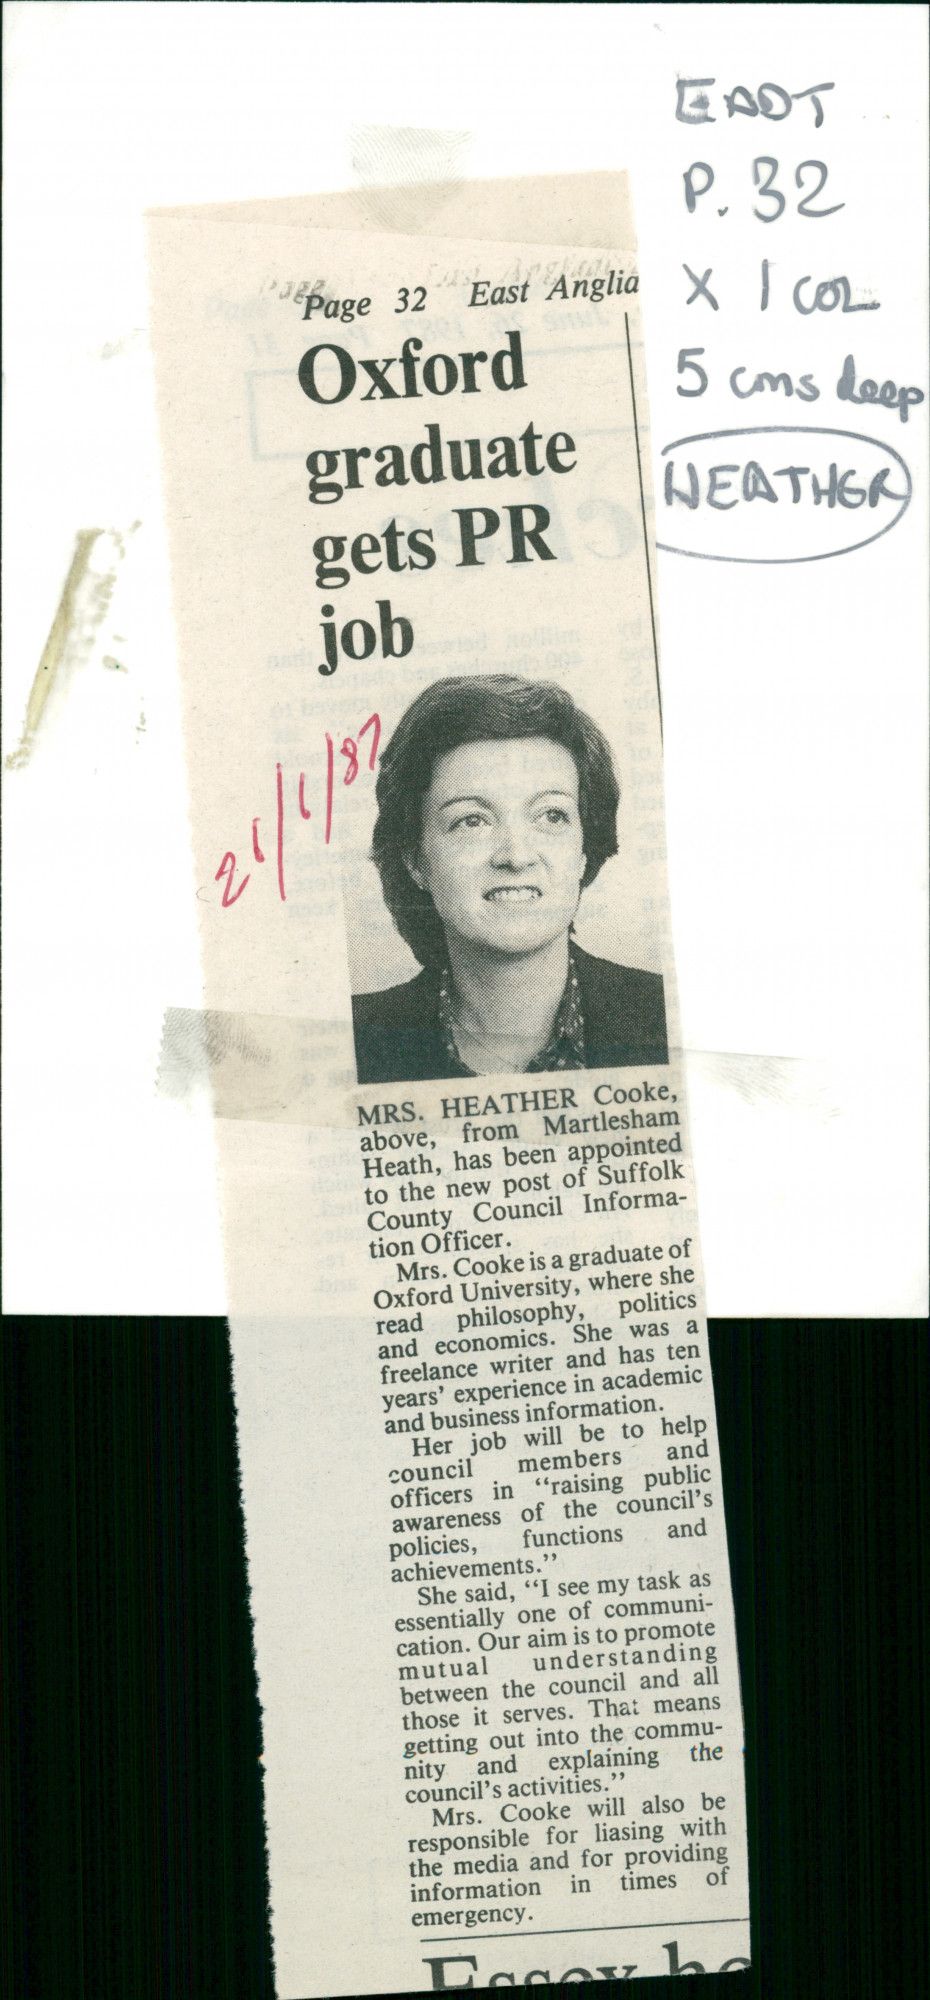 EADT
P. 32
X 1 COL
5 cms deep
HEATHER
Page 32 East Anglia
Oxford
graduate
gets PR
job
MRS. HEATHER Cooke,
above, from Martlesham
Heath, has been appointed
to the new post of Suffolk
County Council Informa-
tion Officer.
Mrs. Cooke is a graduate of
Oxford University, where she
read philosophy, politics
and economics. She was a
freelance writer and has ten
years' experience in academic
and business information.
Her job will be to help
council members and
officers in "raising public
awareness of the council's
policies, functions and
achievements."
She said, "I see my task as
essentially one of communi-
cation. Our aim is to promote
mutual understanding
between the council and all
those it serves. That means
getting out into the commu-
nity and explaining the
council's activities."
Mrs. Cooke will also be
responsible for liasing with
the media and for providing
information in times of
emergency.
Essex